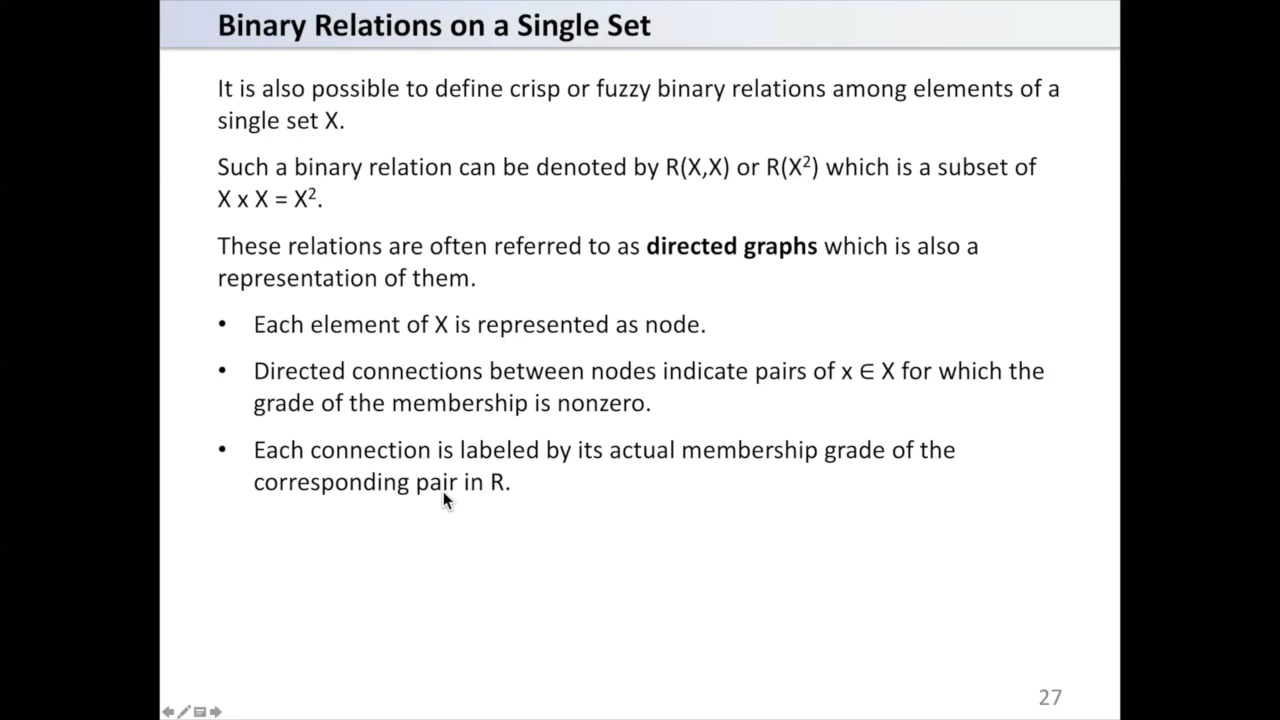 Binary Relations on a Single Set
It is also possible to define crisp or fuzzy binary relations among elements of a
single set X.
Such a binary relation can be denoted by R(X,X) or R(X²) which is a subset of
X x X = X².
These relations are often referred to as directed graphs which is also a
representation of them.
• Each element of X is represented as node.
• Directed connections between nodes indicate pairs of x ∈ X for which the
grade of the membership is nonzero.
• Each connection is labeled by its actual membership grade of the
corresponding pair in R.
27